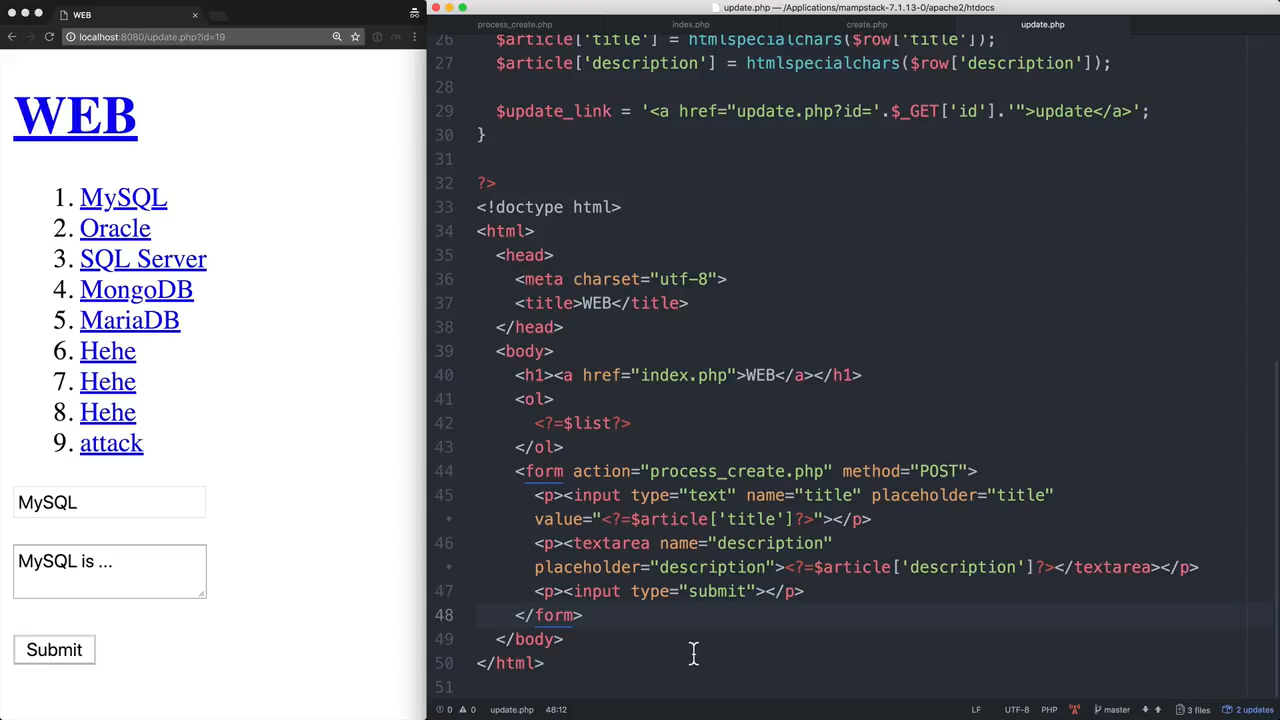 WEB
localhost:8080/update.php?id=19
WEB
1. MySQL
2. Oracle
3. SQL Server
4. MongoDB
5. MariaDB
6. Hehe
7. Hehe
8. Hehe
9. attack
MySQL
MySQL is ...
Submit
update.php — /Applications/mampstack-7.1.13-0/apache2/htdocs
process_create.php
index.php
create.php
update.php
26 $article['title'] = htmlspecialchars($row['title']);
27 $article['description'] = htmlspecialchars($row['description']);
28
29 $update_link = '<a href="update.php?id='.$_GET['id'].'">update</a>';
30 }
31
32 ?>
33 <!doctype html>
34 <html>
35 <head>
36 <meta charset="utf-8">
37 <title>WEB</title>
38 </head>
39 <body>
40 <h1><a href="index.php">WEB</a></h1>
41 <ol>
42 <?=$list?>
43 </ol>
44 <form action="process_create.php" method="POST">
45 <p><input type="text" name="title" placeholder="title"
• value="<?=$article['title']?>"></p>
46 <p><textarea name="description"
• placeholder="description"><?=$article['description']?></textarea></p>
47 <p><input type="submit"></p>
48 </form>
49 </body>
50 </html>
51
0 0 update.php 48:12
LF UTF-8 PHP master 3 files 2 updates